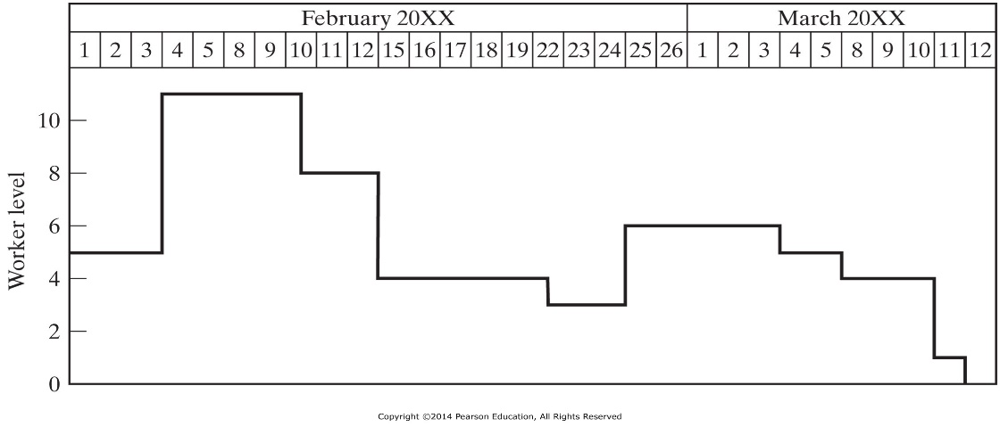 February 20XX March 20XX
1 2 3 4 5 8 9 10 11 12 15 16 17 18 19 22 23 24 25 26 1 2 3 4 5 8 9 10 11 12
10
8
6
4
2
0
Worker level
Copyright ©2014 Pearson Education, All Rights Reserved